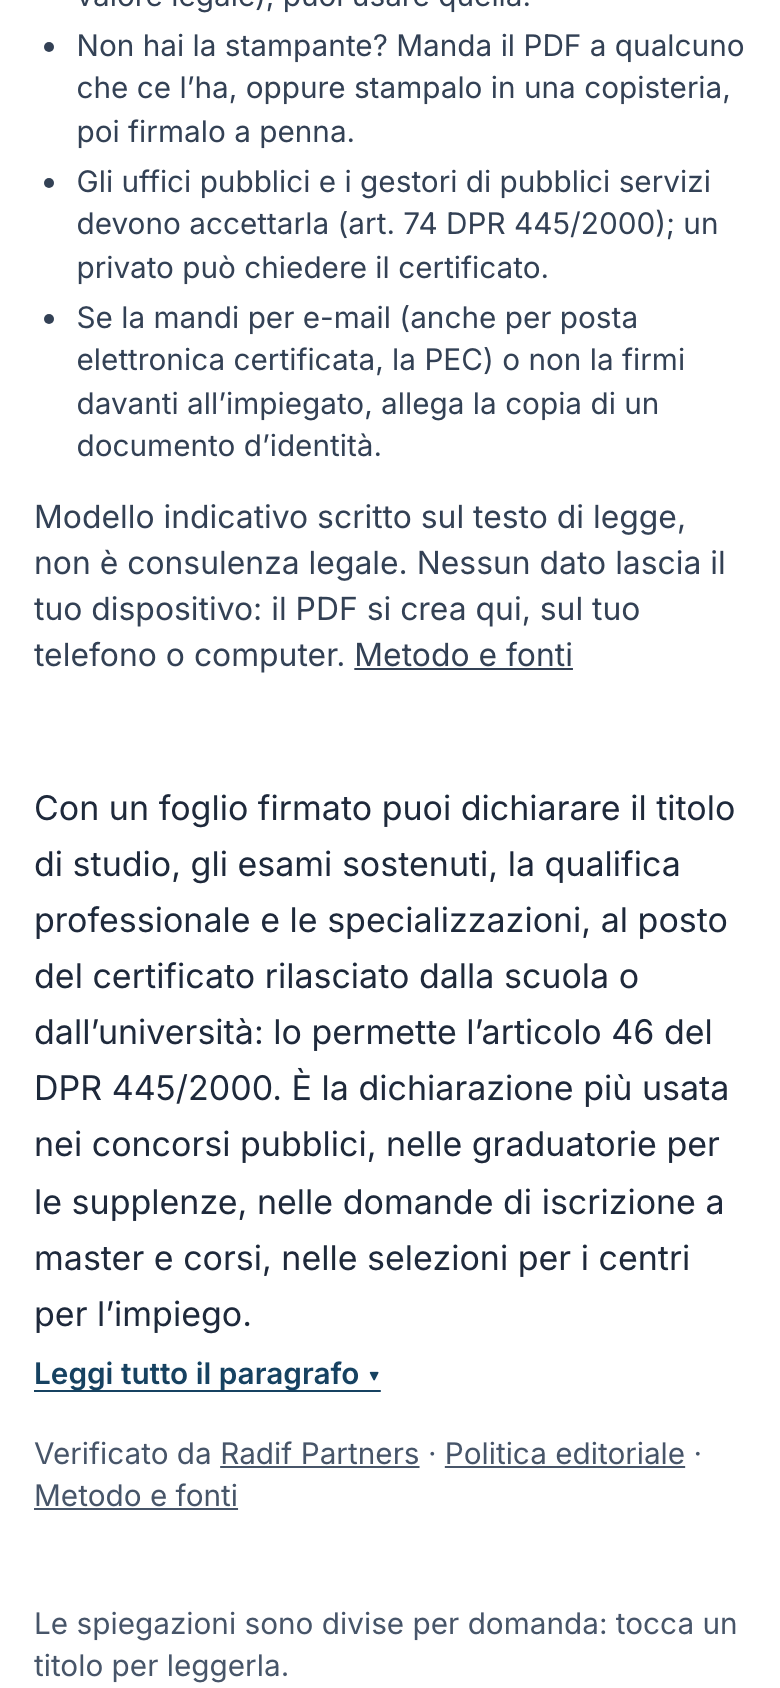 valore legale), puoi usare quella.
• Non hai la stampante? Manda il PDF a qualcuno
che ce l’ha, oppure stampalo in una copisteria,
poi firmalo a penna.
• Gli uffici pubblici e i gestori di pubblici servizi
devono accettarla (art. 74 DPR 445/2000); un
privato può chiedere il certificato.
• Se la mandi per e-mail (anche per posta
elettronica certificata, la PEC) o non la firmi
davanti all’impiegato, allega la copia di un
documento d’identità.
Modello indicativo scritto sul testo di legge,
non è consulenza legale. Nessun dato lascia il
tuo dispositivo: il PDF si crea qui, sul tuo
telefono o computer. Metodo e fonti
Con un foglio firmato puoi dichiarare il titolo
di studio, gli esami sostenuti, la qualifica
professionale e le specializzazioni, al posto
del certificato rilasciato dalla scuola o
dall’università: lo permette l’articolo 46 del
DPR 445/2000. È la dichiarazione più usata
nei concorsi pubblici, nelle graduatorie per
le supplenze, nelle domande di iscrizione a
master e corsi, nelle selezioni per i centri
per l’impiego.
Leggi tutto il paragrafo ▾
Verificato da Radif Partners · Politica editoriale ·
Metodo e fonti
Le spiegazioni sono divise per domanda: tocca un
titolo per leggerla.